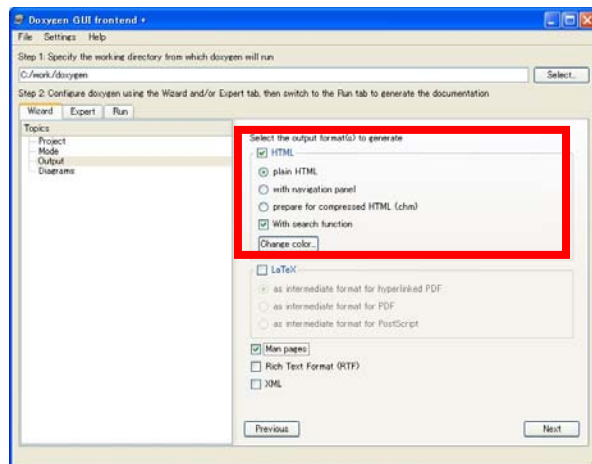 Doxygen GUI frontend +
File Settings Help
Step 1: Specify the working directory from which doxygen will run
C:/work/doxygen
Select...
Step 2: Configure doxygen using the Wizard and/or Expert tab, then switch to the Run tab to generate the documentation
Wizard Expert Run
Topics
Project
Mode
Output
Diagrams
Select the output format(s) to generate
HTML
plain HTML
with navigation panel
prepare for compressed HTML (chm)
With search function
Change color...
LaTeX
as intermediate format for hyperlinked PDF
as intermediate format for PDF
as intermediate format for PostScript
Man pages
Rich Text Format (RTF)
XML
Previous
Next